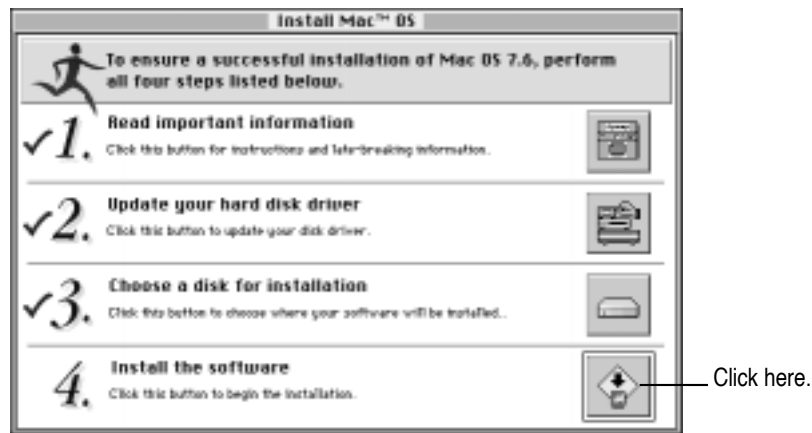 Install Mac™ OS
To ensure a successful installation of Mac OS 7.6, perform
all four steps listed below.
1.
Read important information
Click this button for instructions and late-breaking information.
2.
Update your hard disk driver
Click this button to update your disk driver.
3.
Choose a disk for installation
Click this button to choose where your software will be installed..
4.
Install the software
Click this button to begin the installation.
Click here.